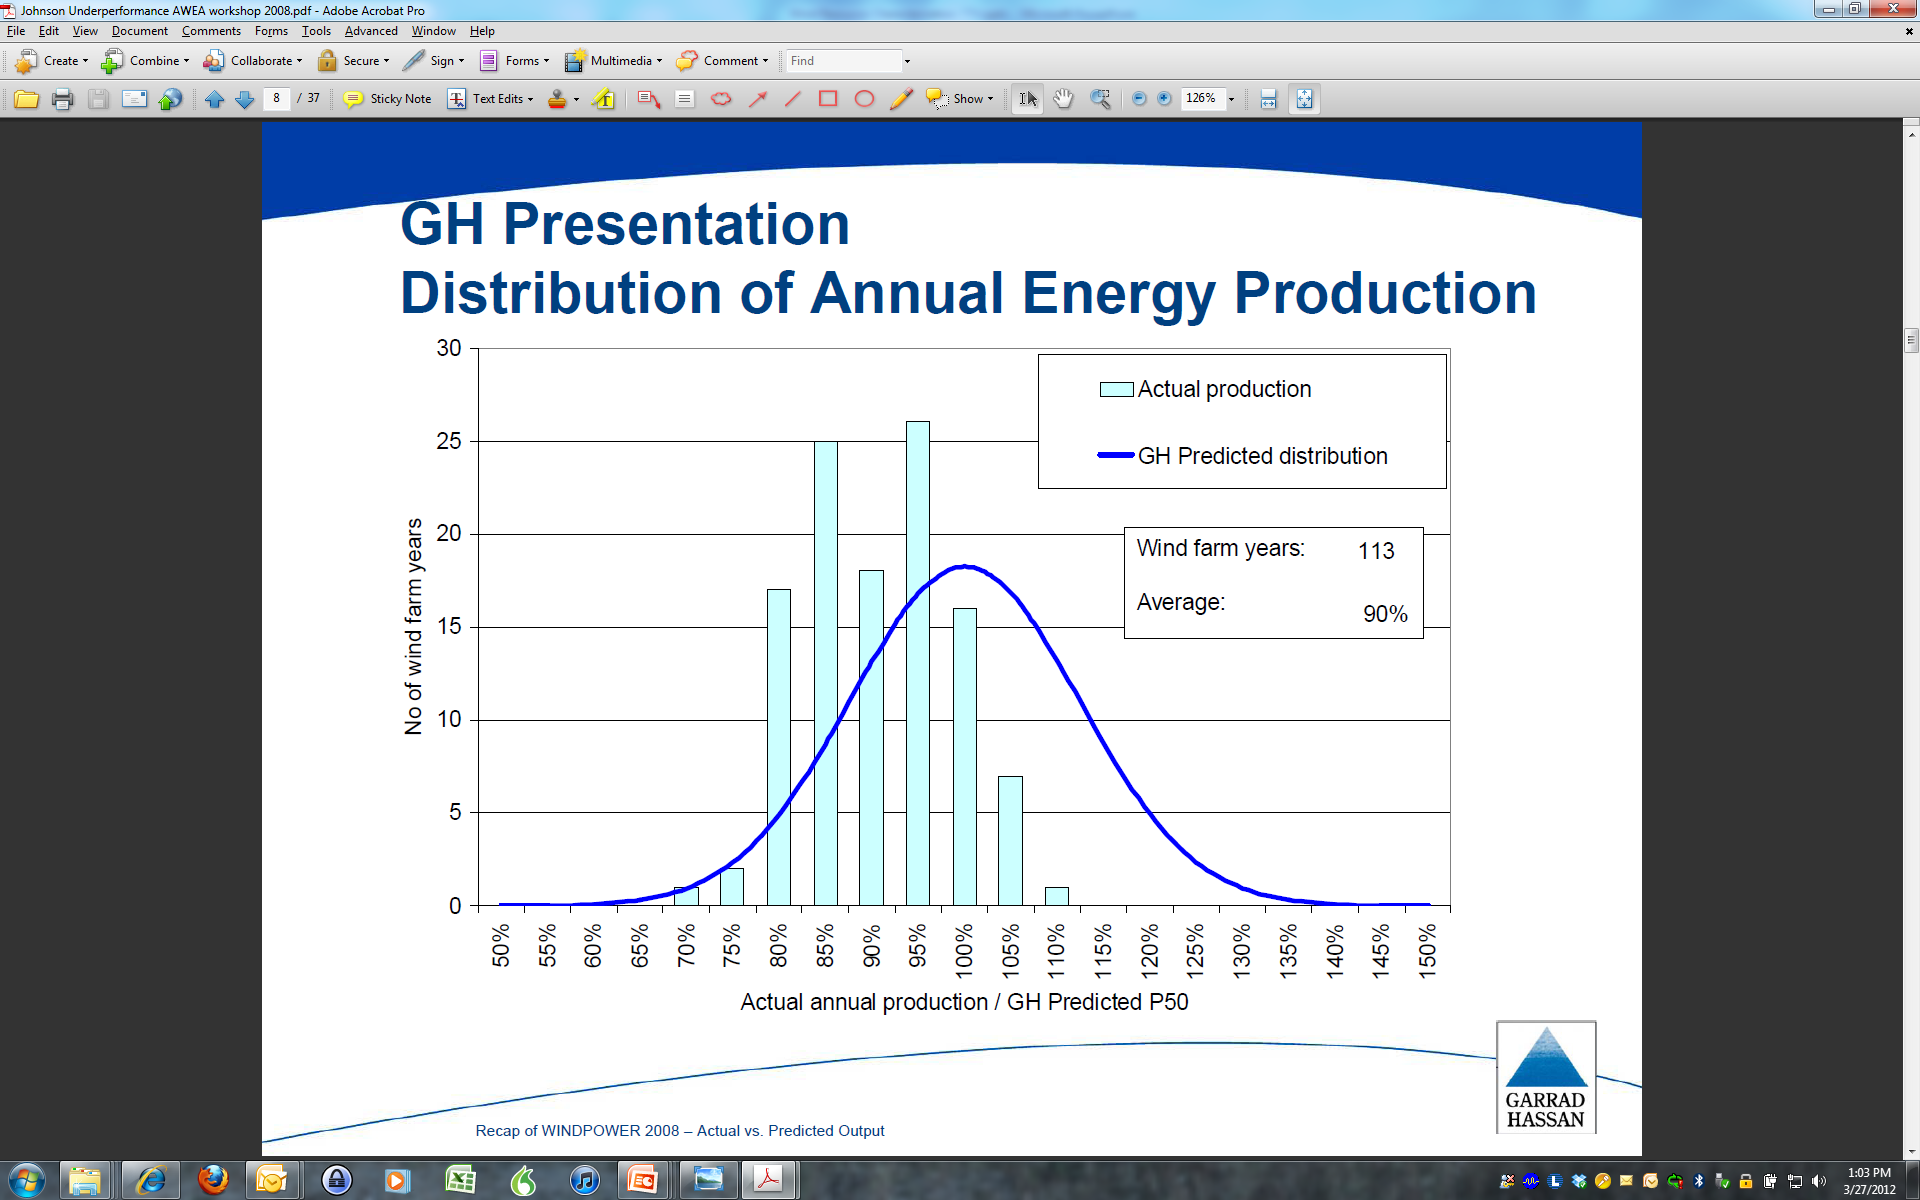 Johnson Underperformance AWEA workshop 2008.pdf - Adobe Acrobat Pro
File Edit View Document Comments Forms Tools Advanced Window Help
Create Combine Collaborate Secure Sign Forms Multimedia Comment Find
8 / 37 Sticky Note Text Edits Show 126%
GH Presentation
Distribution of Annual Energy Production
30
25
20
15
10
5
0
No of wind farm years
Actual production
GH Predicted distribution
Wind farm years: 113
Average: 90%
50% 55% 60% 65% 70% 75% 80% 85% 90% 95% 100% 105% 110% 115% 120% 125% 130% 135% 140% 145% 150%
Actual annual production / GH Predicted P50
GARRAD
HASSAN
Recap of WINDPOWER 2008 – Actual vs. Predicted Output
1:03 PM
3/27/2012